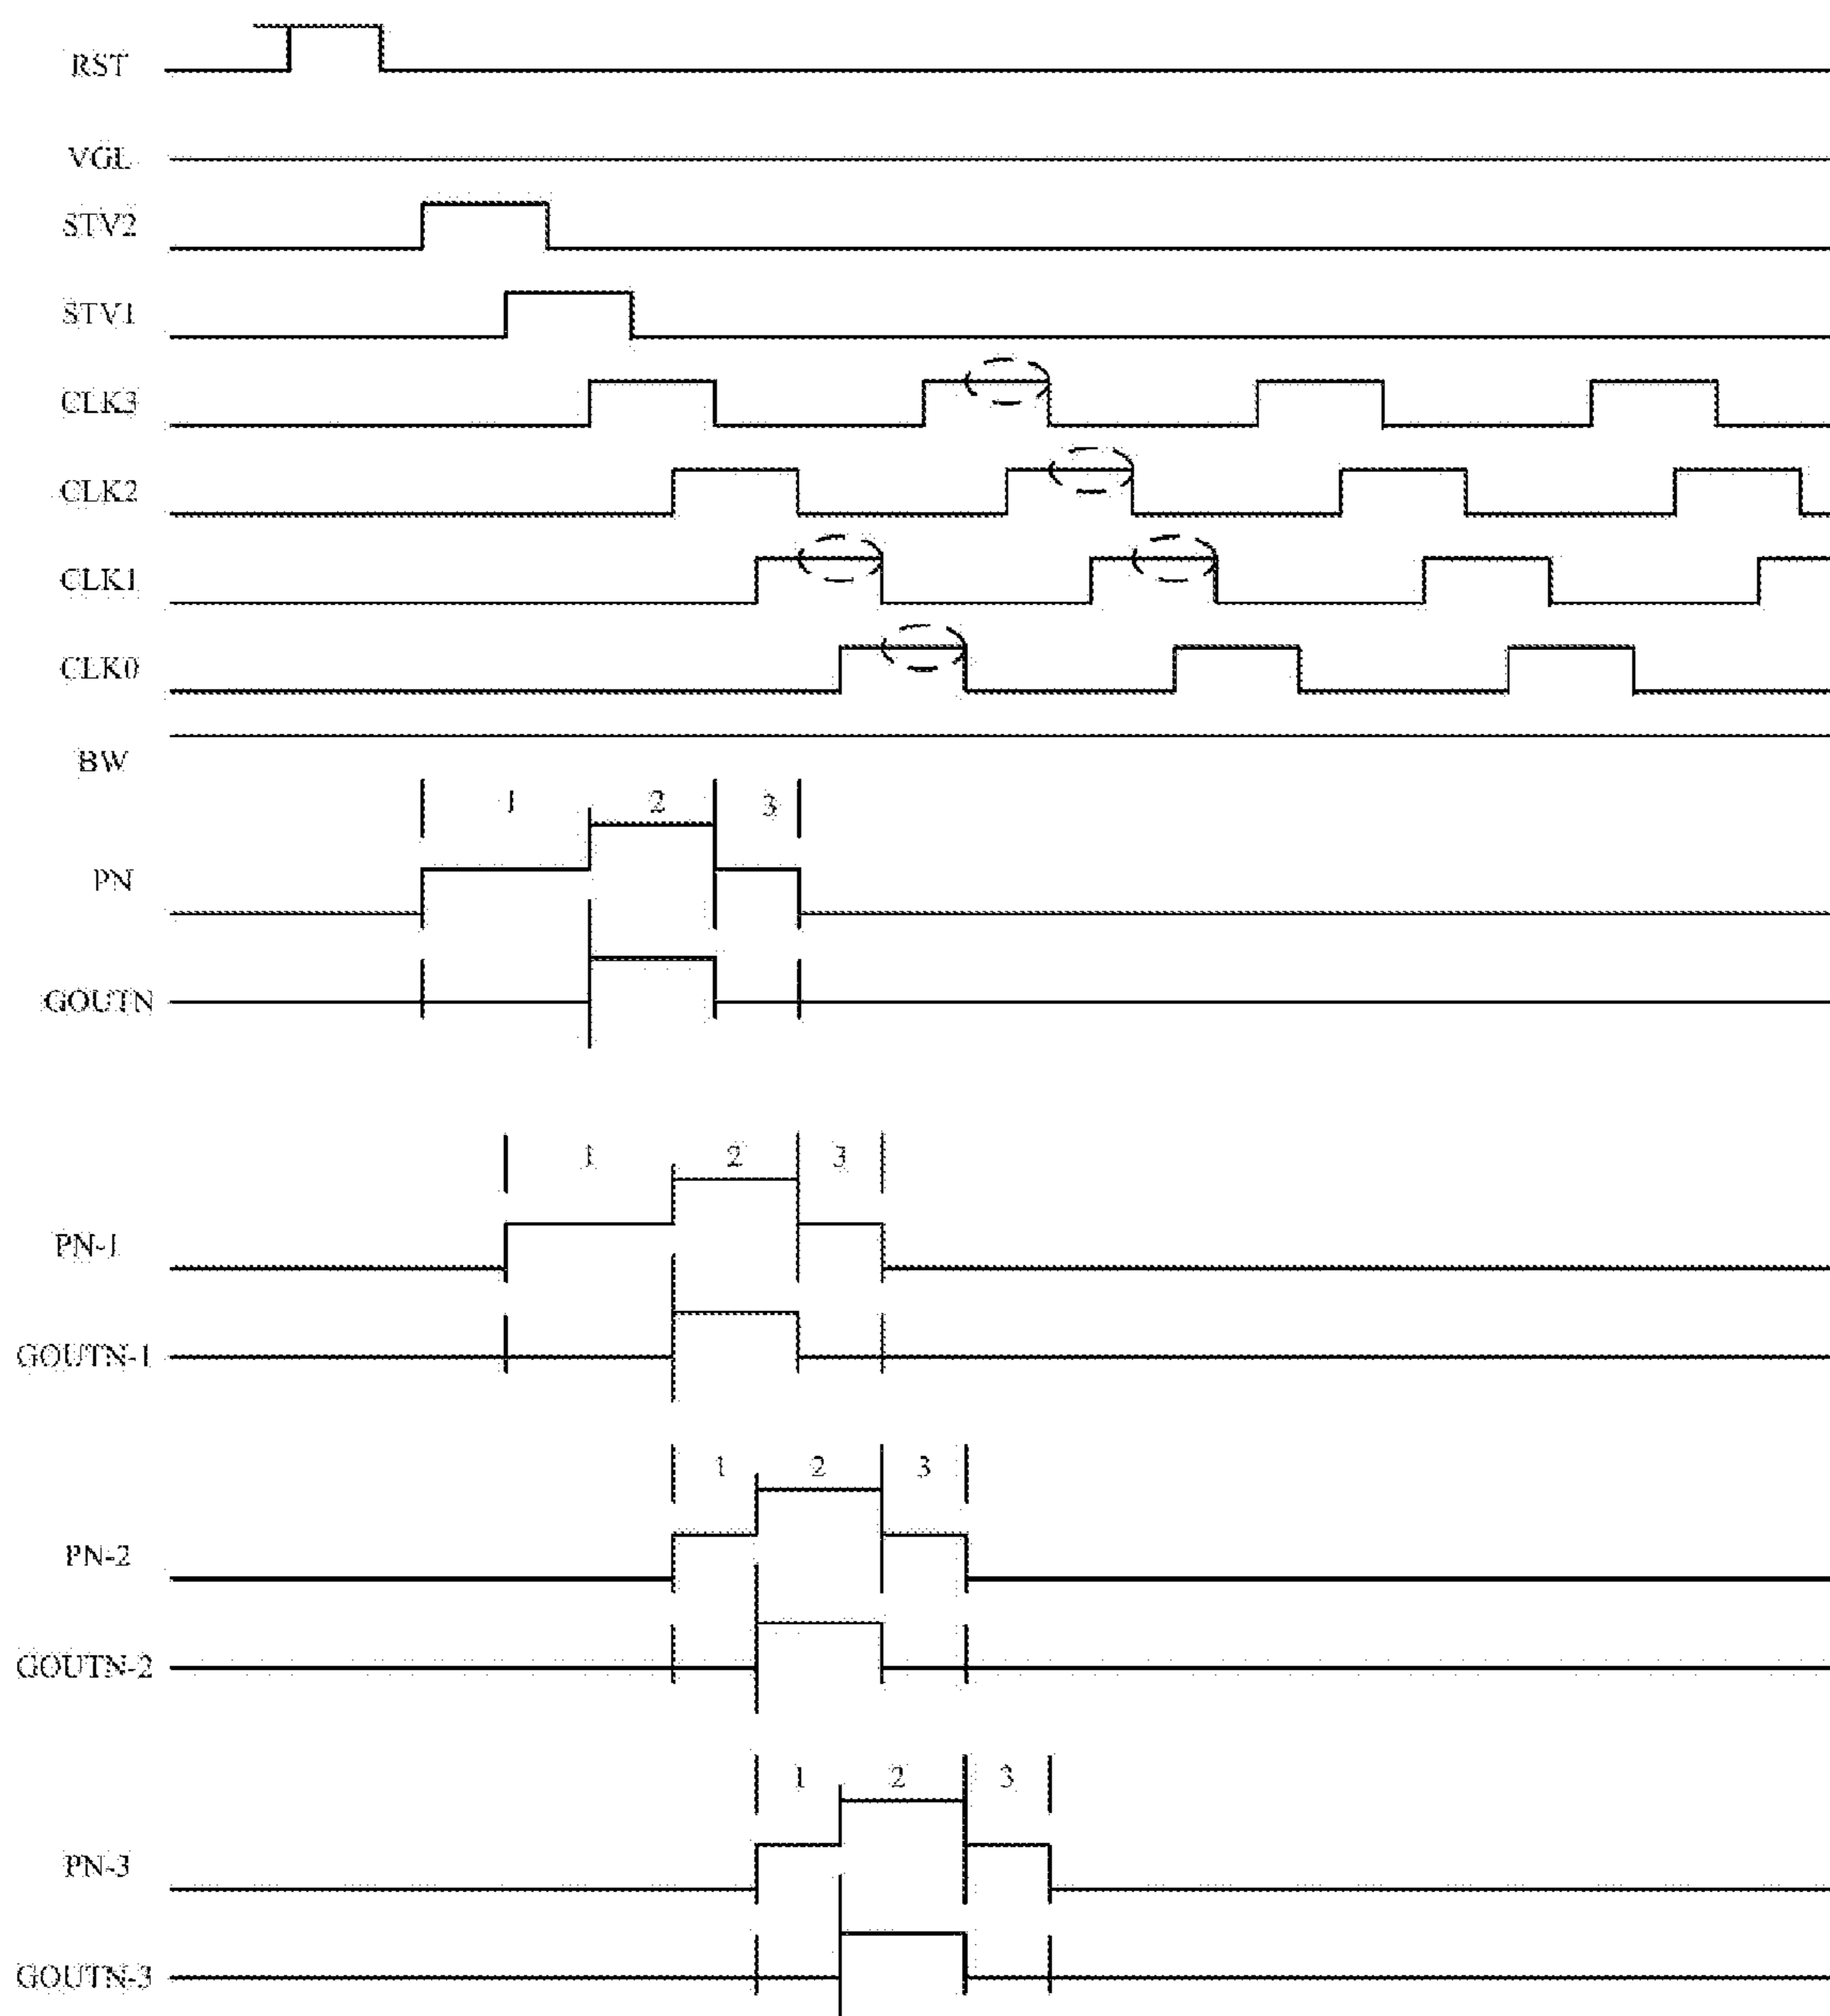 RST
VGL
STV2
STV1
CLK3
CLK2
CLK1
CLK0
BW
1 2 3
PN
GOUTN
1 2 3
PN-1
GOUTN-1
1 2 3
PN-2
GOUTN-2
1 2 3
PN-3
GOUTN-3